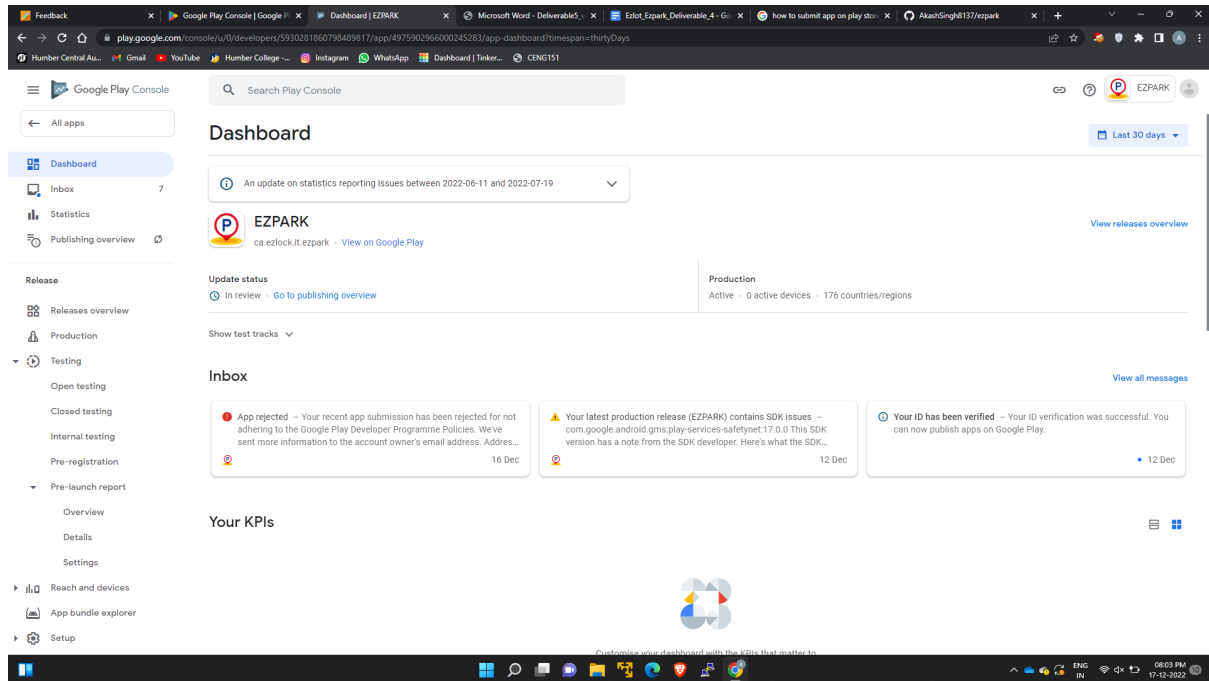 Feedback
Google Play Console | Google Pl
Dashboard | EZPARK
Microsoft Word - Deliverable5_v
Ezlot_Ezpark_Deliverable_4 - Go
how to submit app on play stor
AkashSingh8137/ezpark
play.google.com/console/u/0/developers/5930281860798489817/app/4975902966000245283/app-dashboard?timespan=thirtyDays
Humber Central Au...
Gmail
YouTube
Humber College -...
Instagram
WhatsApp
Dashboard | Tinker...
CENG151
Google Play Console
Search Play Console
EZPARK
All apps
Dashboard
Inbox 7
Statistics
Publishing overview
Release
Releases overview
Production
Testing
Open testing
Closed testing
Internal testing
Pre-registration
Pre-launch report
Overview
Details
Settings
Reach and devices
App bundle explorer
Setup
Dashboard
Last 30 days
An update on statistics reporting issues between 2022-06-11 and 2022-07-19
P
EZPARK
ca.ezlock.it.ezpark - View on Google Play
View releases overview
Update status
In review - Go to publishing overview
Production
Active - 0 active devices - 176 countries/regions
Show test tracks
Inbox
View all messages
App rejected – Your recent app submission has been rejected for not
adhering to the Google Play Developer Programme Policies. We've
sent more information to the account owner's email address. Addres...
16 Dec
Your latest production release (EZPARK) contains SDK issues –
com.google.android.gms:play-services-safetynet:17.0.0 This SDK
version has a note from the SDK developer. Here's what the SDK...
12 Dec
Your ID has been verified – Your ID verification was successful. You
can now publish apps on Google Play.
12 Dec
Your KPIs
Customise your dashboard with the KPIs that matter to
ENG
IN
08:03 PM
17-12-2022
10